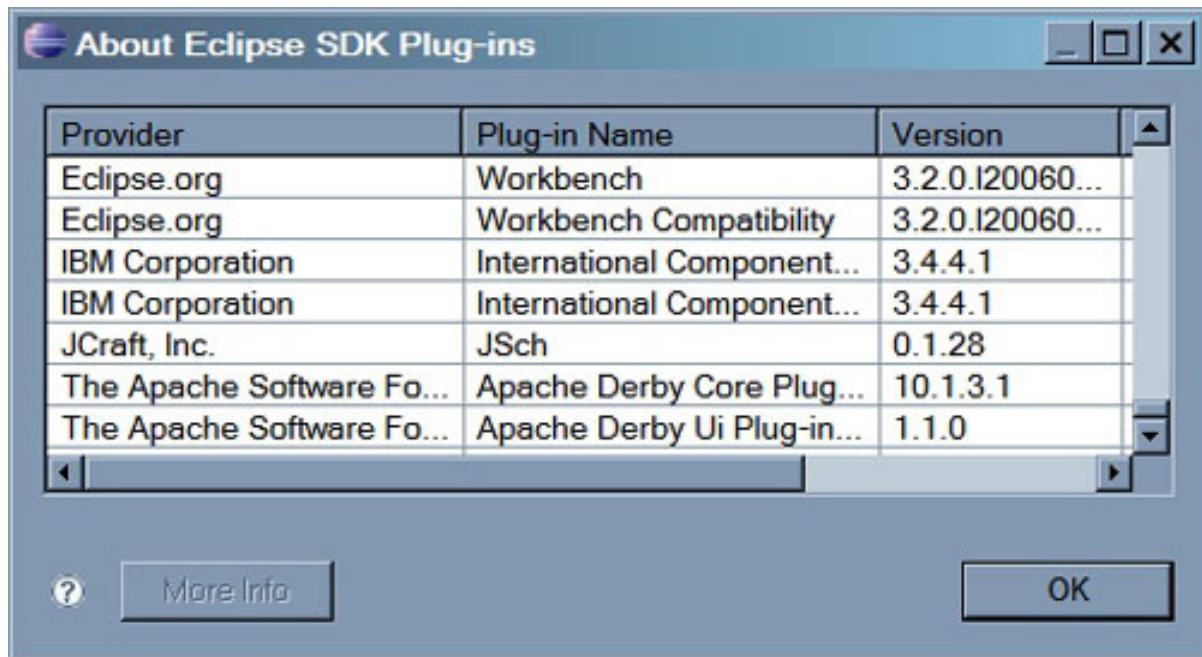 About Eclipse SDK Plug-ins
Provider Plug-in Name Version
Eclipse.org Workbench 3.2.0.I20060...
Eclipse.org Workbench Compatibility 3.2.0.I20060...
IBM Corporation International Component... 3.4.4.1
IBM Corporation International Component... 3.4.4.1
JCraft, Inc. JSch 0.1.28
The Apache Software Fo... Apache Derby Core Plug... 10.1.3.1
The Apache Software Fo... Apache Derby Ui Plug-in... 1.1.0
? More Info OK